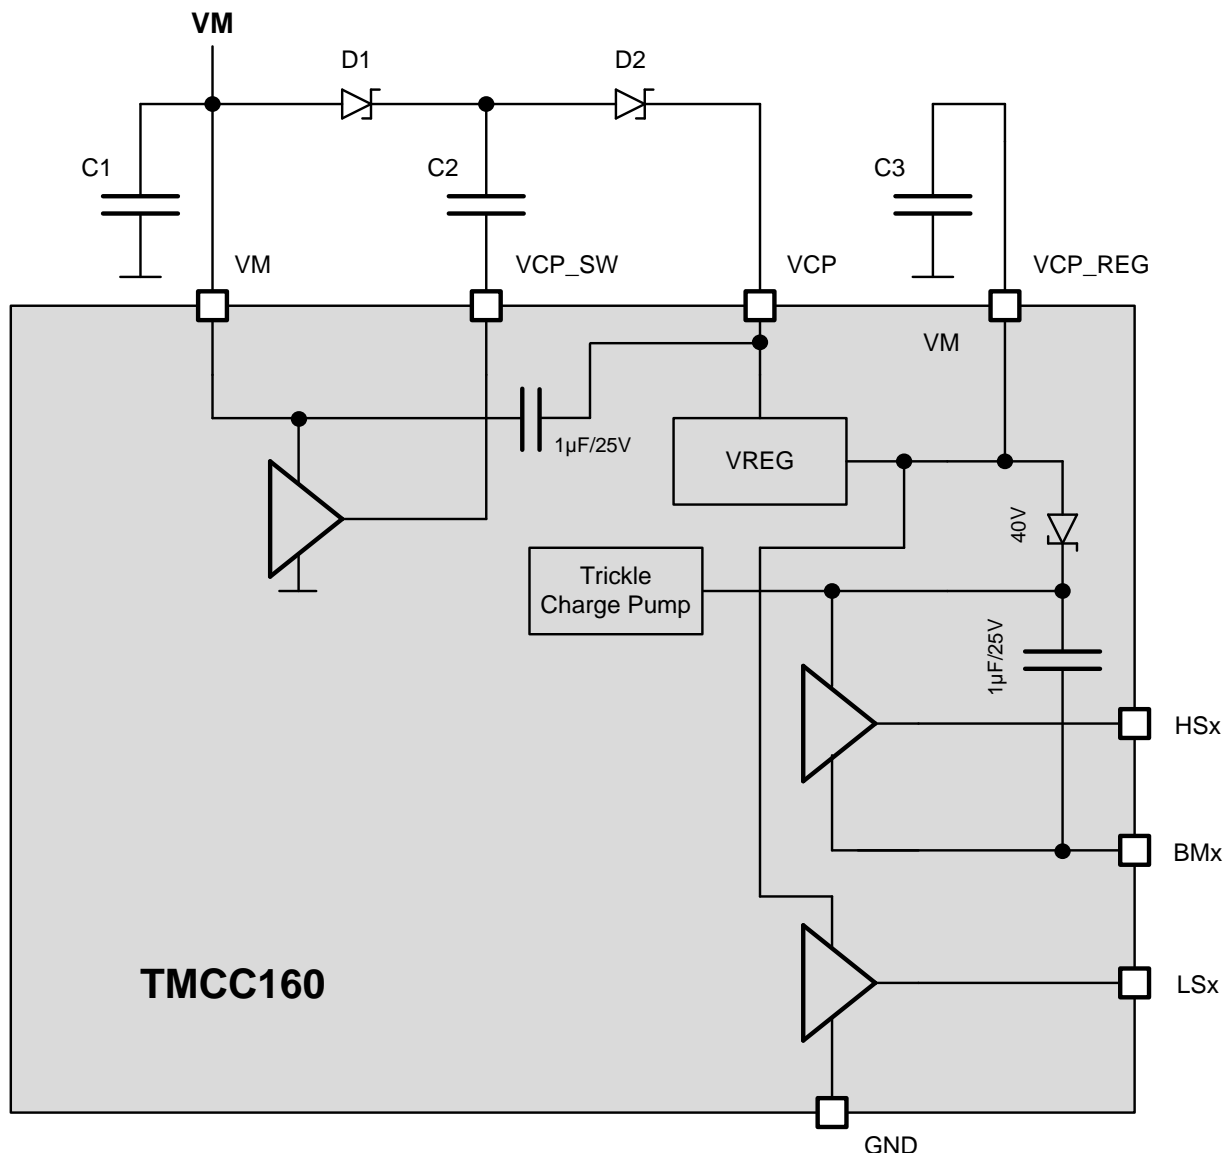 VM
D1
D2
C1
C2
C3
VM
VCP_SW
VCP
VCP_REG
VM
1µF/25V
VREG
40V
Trickle
Charge Pump
1µF/25V
HSx
BMx
TMCC160
LSx
GND